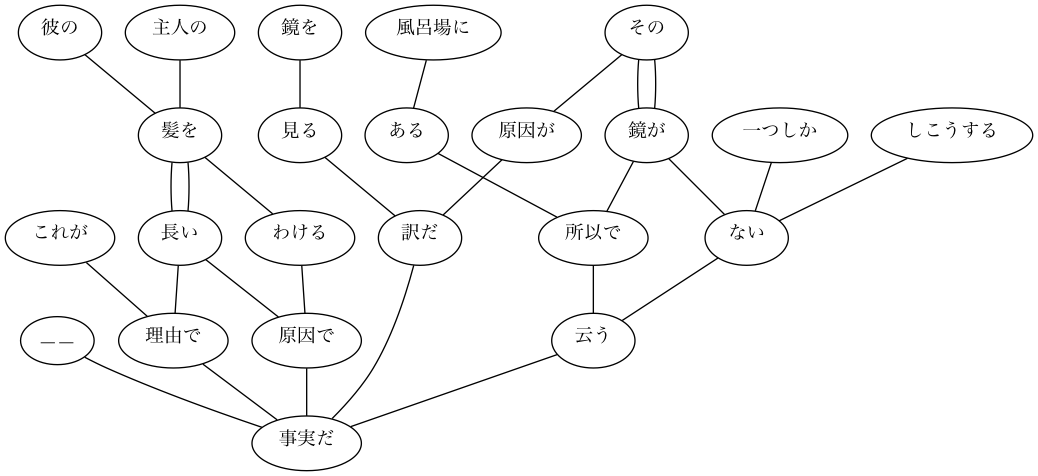 彼の 主人の 鏡を 風呂場に その
髪を 見る ある 原因が 鏡が 一つしか しこうする
これが 長い わける 訳だ 所以で ない
—— 理由で 原因で 云う
事実だ